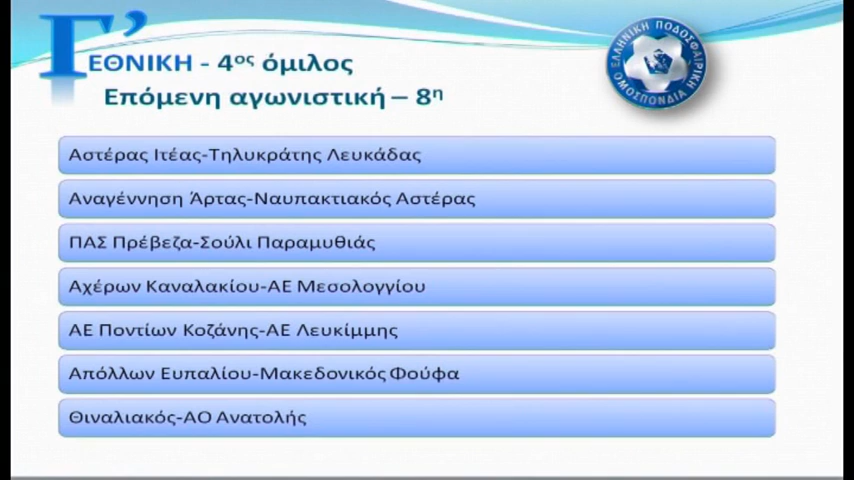 Γ' ΕΘΝΙΚΗ - 4ος όμιλος
Επόμενη αγωνιστική – 8η
ΕΛΛΗΝΙΚΗ ΠΟΔΟΣΦΑΙΡΙΚΗ ΟΜΟΣΠΟΝΔΙΑ
Αστέρας Ιτέας-Τηλυκράτης Λευκάδας
Αναγέννηση Άρτας-Ναυπακτιακός Αστέρας
ΠΑΣ Πρέβεζα-Σούλι Παραμυθιάς
Αχέρων Καναλακίου-ΑΕ Μεσολογγίου
ΑΕ Ποντίων Κοζάνης-ΑΕ Λευκίμμης
Απόλλων Ευπαλίου-Μακεδονικός Φούφα
Θιναλιακός-ΑΟ Ανατολής